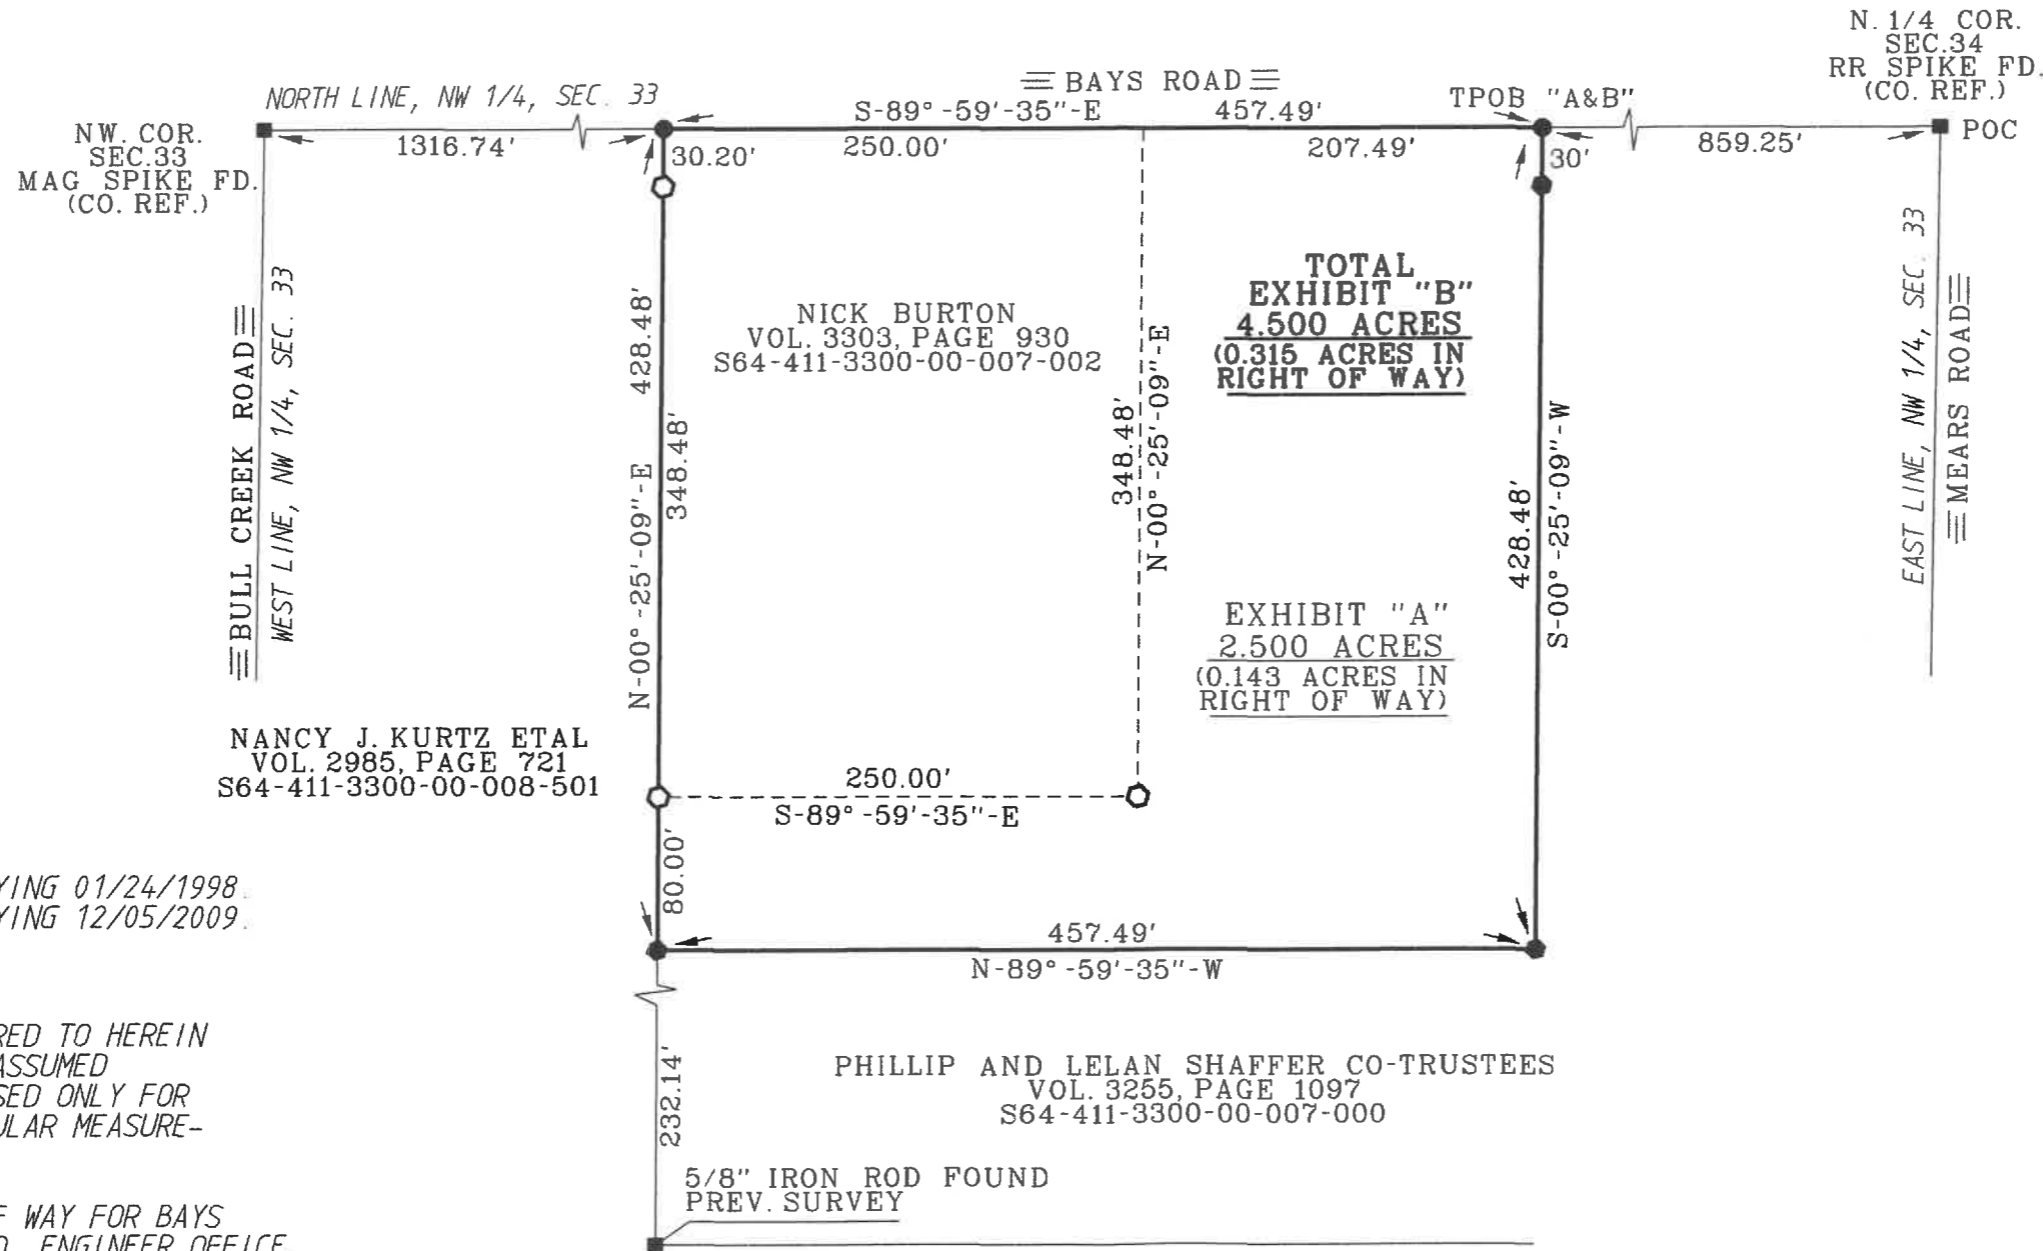 N. 1/4 COR.
SEC.34
RR SPIKE FD.
(CO. REF.)
POC
NORTH LINE, NW 1/4, SEC. 33
BAYS ROAD
TPOB "A&B"
S-89°-59'-35"-E
457.49'
NW. COR.
SEC.33
MAG SPIKE FD.
(CO. REF.)
1316.74'
30.20'
250.00'
207.49'
30'
859.25'
BULL CREEK ROAD
WEST LINE, NW 1/4, SEC. 33
N-00°-25'-09"-E 428.48'
348.48'
NICK BURTON
VOL. 3303, PAGE 930
S64-411-3300-00-007-002
348.48'
N-00°-25'-09"-E
TOTAL
EXHIBIT "B"
4.500 ACRES
(0.315 ACRES IN
RIGHT OF WAY)
EXHIBIT "A"
2.500 ACRES
(0.143 ACRES IN
RIGHT OF WAY)
428.48'
S-00°-25'-09"-W
EAST LINE, NW 1/4, SEC. 33
MEARS ROAD
NANCY J. KURTZ ETAL
VOL. 2985, PAGE 721
S64-411-3300-00-008-501
250.00'
S-89°-59'-35"-E
80.00'
457.49'
N-89°-59'-35"-W
YING 01/24/1998
YING 12/05/2009
RED TO HEREIN
ASSUMED
SED ONLY FOR
ULAR MEASURE-
232.14'
PHILLIP AND LELAN SHAFFER CO-TRUSTEES
VOL. 3255, PAGE 1097
S64-411-3300-00-007-000
5/8" IRON ROD FOUND
PREV. SURVEY
WAY FOR BAYS
ENGINEER OFFICE